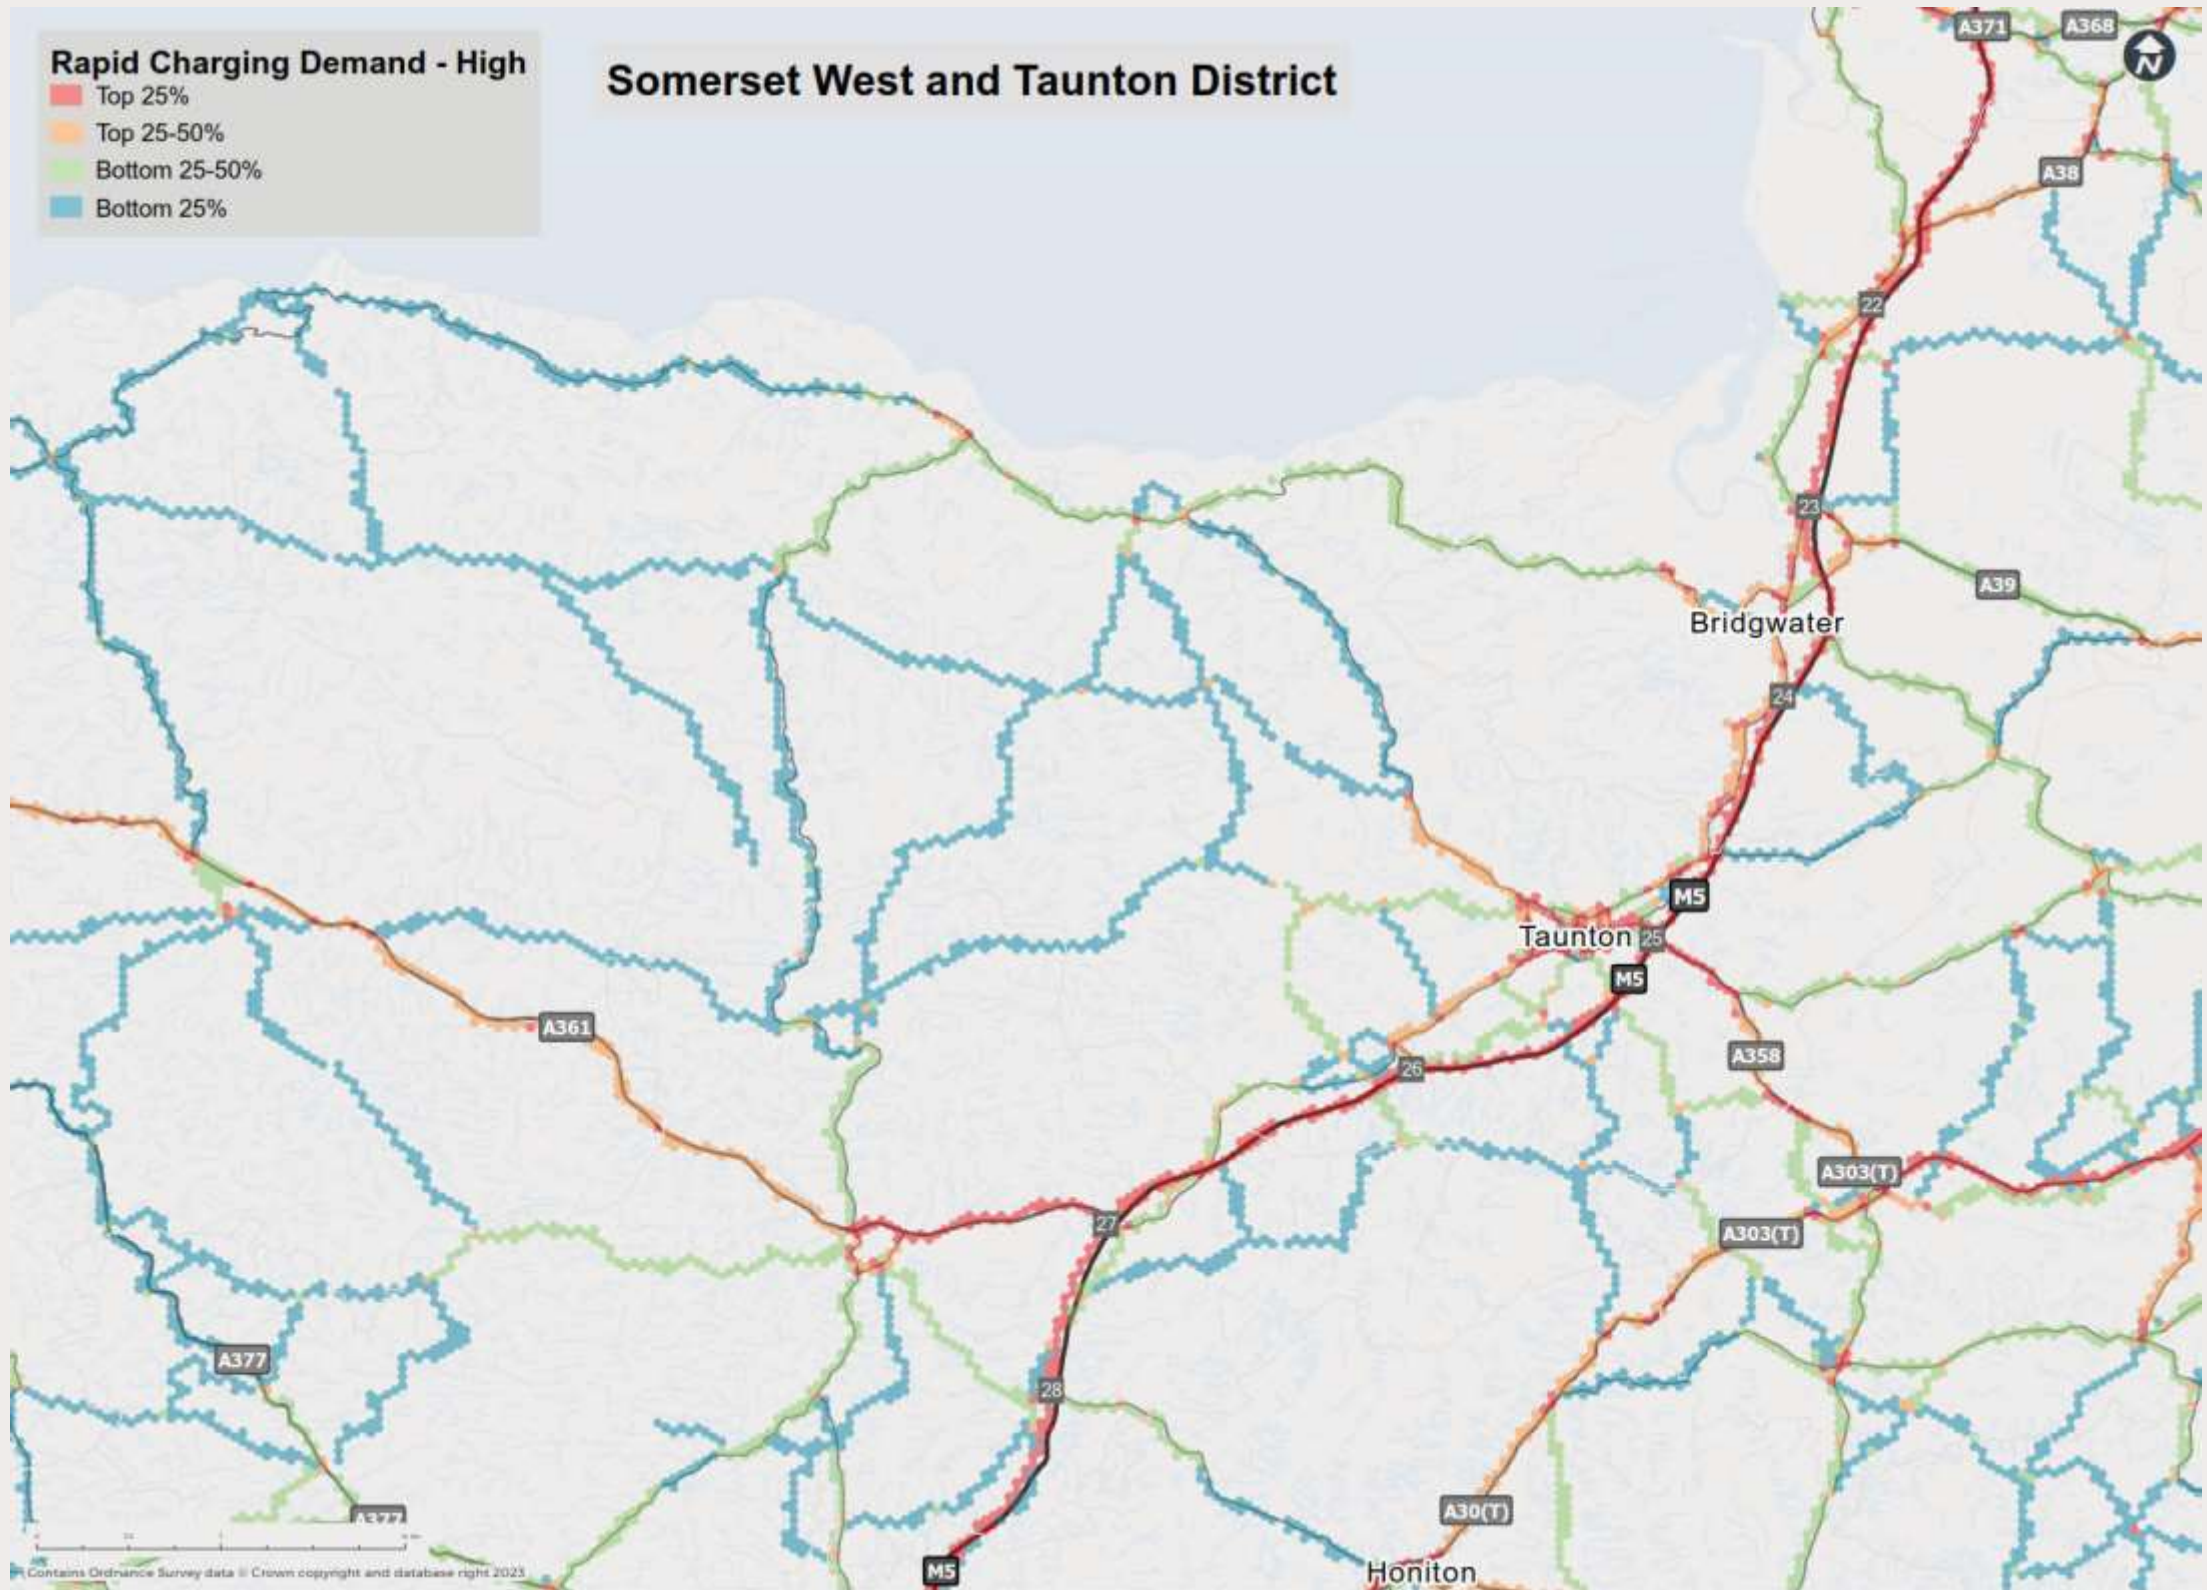 Rapid Charging Demand - High
Top 25%
Top 25-50%
Bottom 25-50%
Bottom 25%
Somerset West and Taunton District
A371
A368
N
A38
22
23
A39
Bridgwater
24
M5
Taunton
25
M5
A361
26
A358
A303(T)
27
A303(T)
A377
28
A30(T)
A377
M5
Honiton
Contains Ordnance Survey data © Crown copyright and database right 2023